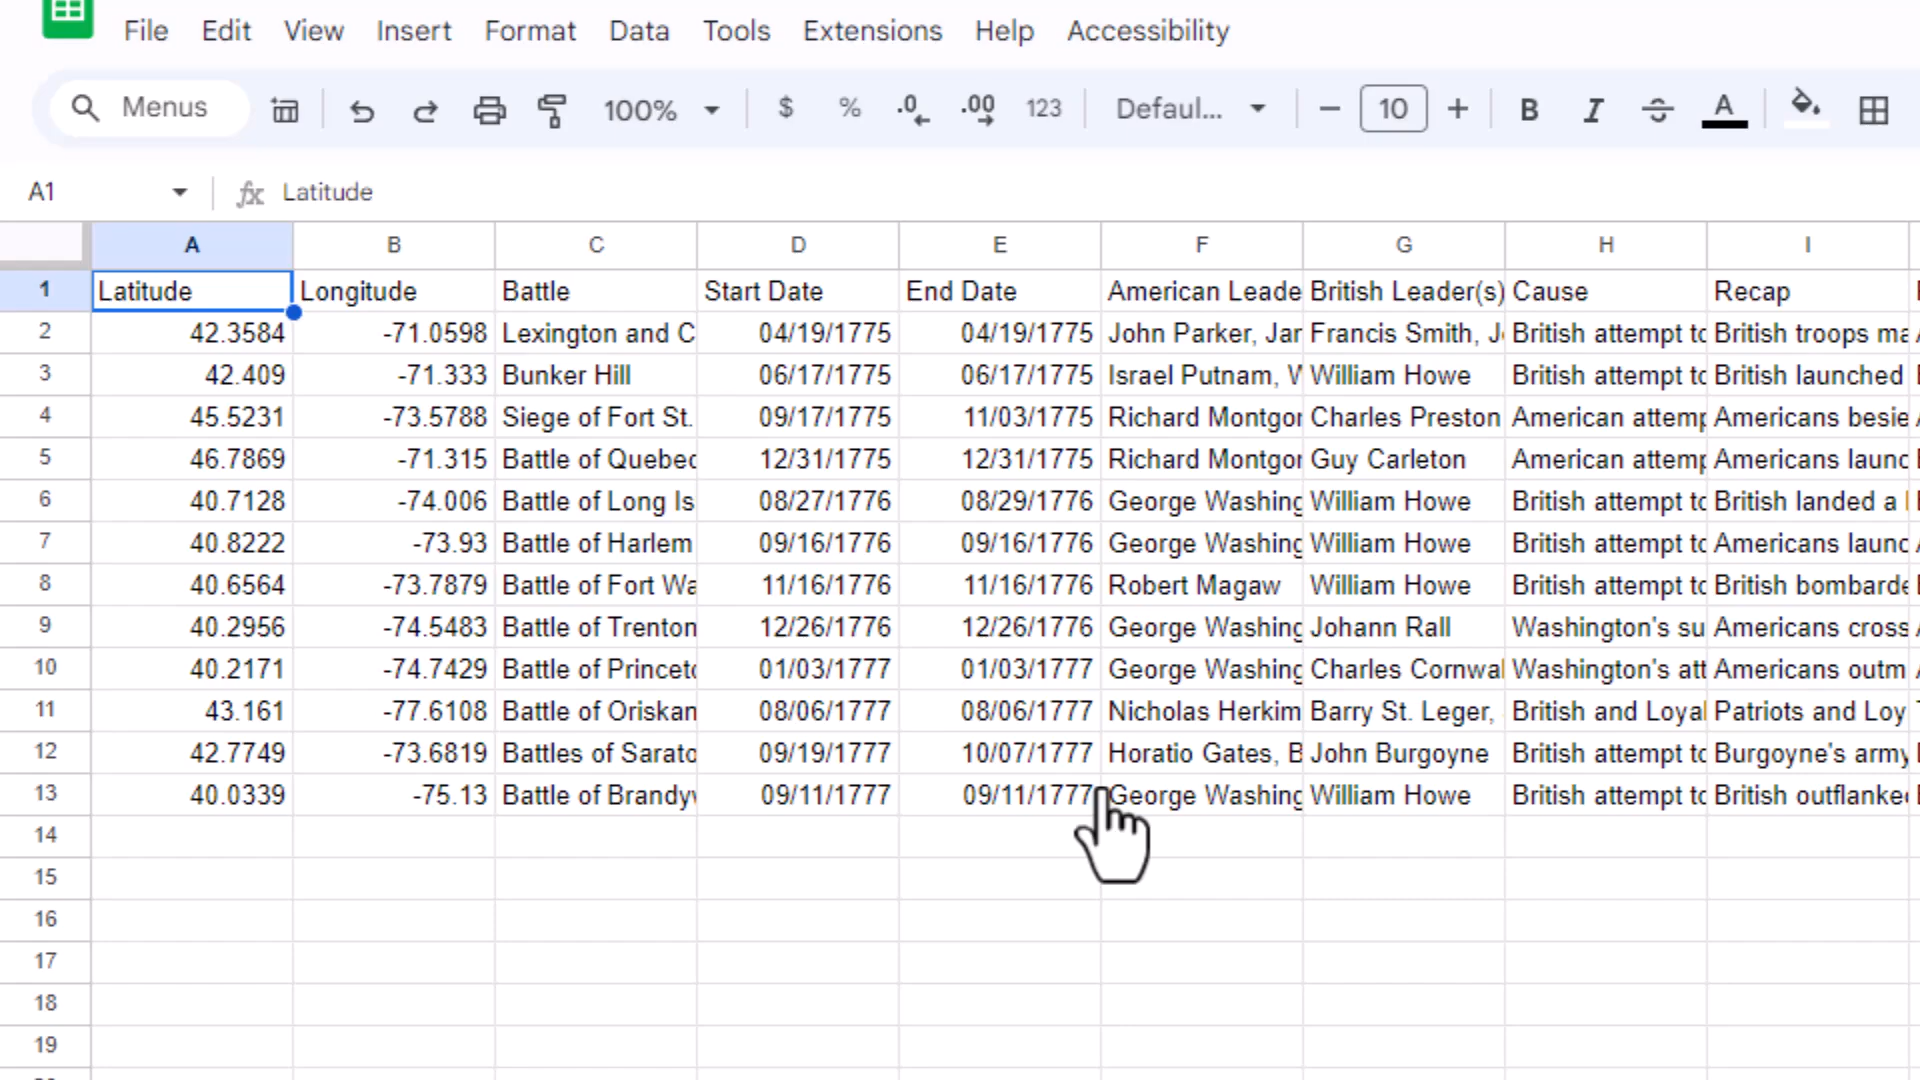 File Edit View Insert Format Data Tools Extensions Help Accessibility
Menus 100% $ % .0 .00 123 Defaul... − 10 + B I S A
A1 fx Latitude
A B C D E F G H I
1 Latitude Longitude Battle Start Date End Date American Leade British Leader(s) Cause Recap
2 42.3584 -71.0598 Lexington and C 04/19/1775 04/19/1775 John Parker, Jar Francis Smith, J British attempt to British troops ma
3 42.409 -71.333 Bunker Hill 06/17/1775 06/17/1775 Israel Putnam, W William Howe British attempt to British launched
4 45.5231 -73.5788 Siege of Fort St. 09/17/1775 11/03/1775 Richard Montgor Charles Preston American attemp Americans besie
5 46.7869 -71.315 Battle of Quebec 12/31/1775 12/31/1775 Richard Montgor Guy Carleton American attemp Americans launc
6 40.7128 -74.006 Battle of Long Is 08/27/1776 08/29/1776 George Washing William Howe British attempt to British landed a l
7 40.8222 -73.93 Battle of Harlem 09/16/1776 09/16/1776 George Washing William Howe British attempt to Americans launc
8 40.6564 -73.7879 Battle of Fort Wa 11/16/1776 11/16/1776 Robert Magaw William Howe British attempt to British bombarde
9 40.2956 -74.5483 Battle of Trenton 12/26/1776 12/26/1776 George Washing Johann Rall Washington's su Americans cross
10 40.2171 -74.7429 Battle of Princeto 01/03/1777 01/03/1777 George Washing Charles Cornwal Washington's att Americans outm
11 43.161 -77.6108 Battle of Oriskan 08/06/1777 08/06/1777 Nicholas Herkim Barry St. Leger, British and Loyal Patriots and Loy
12 42.7749 -73.6819 Battles of Sarato 09/19/1777 10/07/1777 Horatio Gates, B John Burgoyne British attempt to Burgoyne's army
13 40.0339 -75.13 Battle of Brandyw 09/11/1777 09/11/1777 George Washing William Howe British attempt to British outflanked
14
15
16
17
18
19